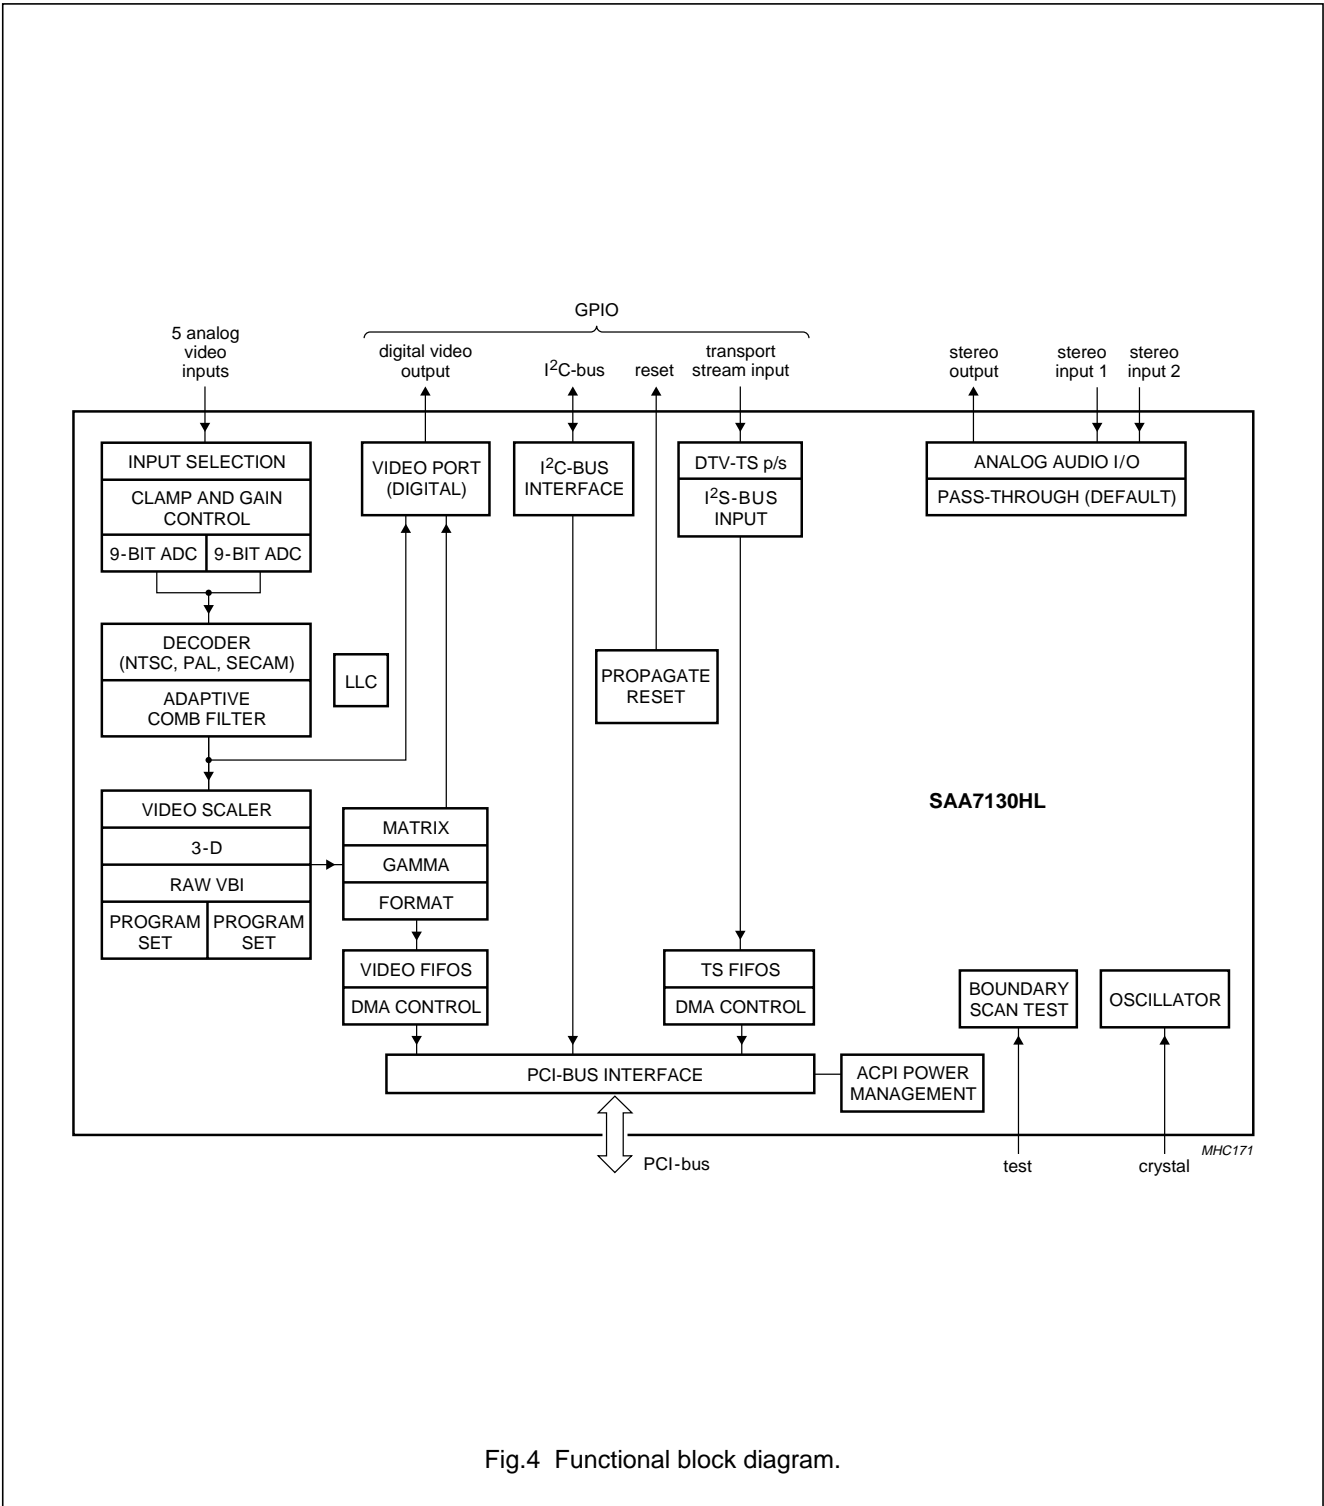 GPIO
5 analog
video
inputs
digital video
output
I2C-bus
reset
transport
stream input
stereo
output
stereo
input 1
stereo
input 2
INPUT SELECTION
CLAMP AND GAIN
CONTROL
9-BIT ADC
9-BIT ADC
VIDEO PORT
(DIGITAL)
I2C-BUS
INTERFACE
DTV-TS p/s
I2S-BUS
INPUT
ANALOG AUDIO I/O
PASS-THROUGH (DEFAULT)
DECODER
(NTSC, PAL, SECAM)
ADAPTIVE
COMB FILTER
LLC
PROPAGATE
RESET
VIDEO SCALER
3-D
RAW VBI
PROGRAM
SET
PROGRAM
SET
MATRIX
GAMMA
FORMAT
SAA7130HL
VIDEO FIFOS
DMA CONTROL
TS FIFOS
DMA CONTROL
BOUNDARY
SCAN TEST
OSCILLATOR
PCI-BUS INTERFACE
ACPI POWER
MANAGEMENT
PCI-bus
test
crystal
MHC171
Fig.4 Functional block diagram.